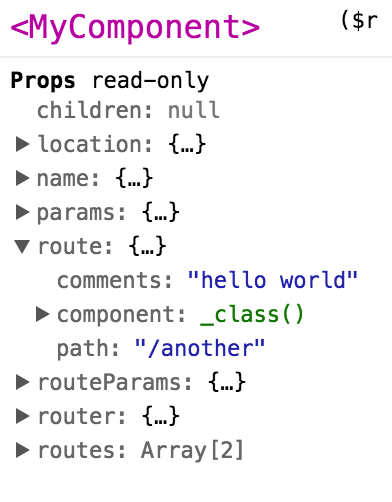 <MyComponent> ($r
Props read-only
children: null
▶ location: {…}
▶ name: {…}
▶ params: {…}
▼ route: {…}
comments: "hello world"
▶ component: _class()
path: "/another"
▶ routeParams: {…}
▶ router: {…}
▶ routes: Array[2]